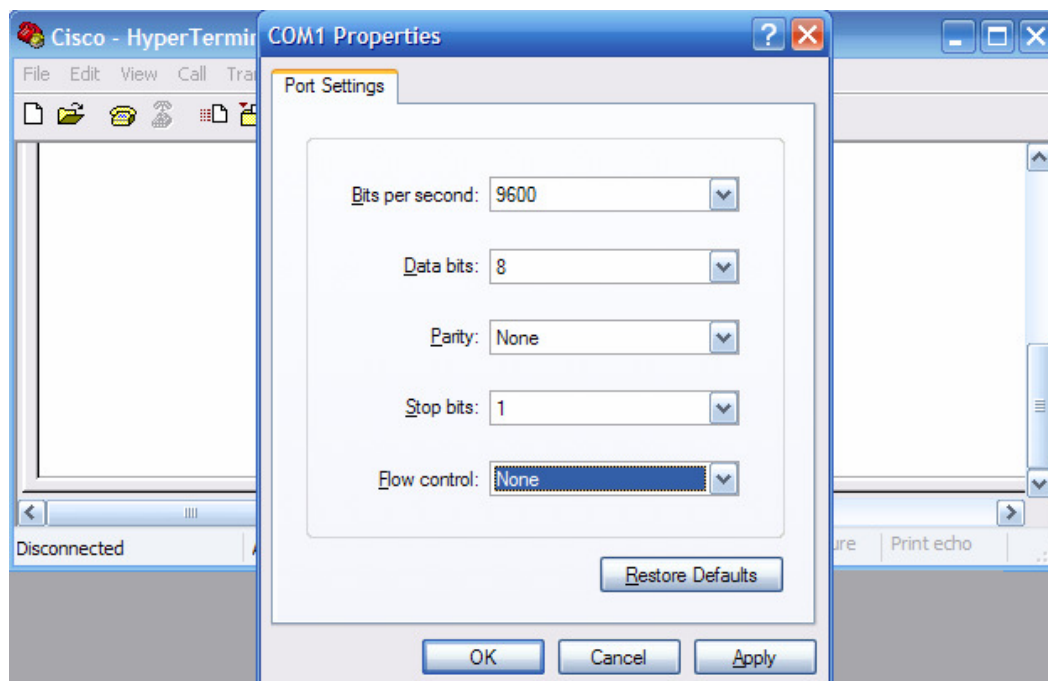 Cisco - HyperTermin
COM1 Properties
File Edit View Call Tra
Port Settings
Bits per second: 9600
Data bits: 8
Parity: None
Stop bits: 1
Flow control: None
Disconnected
ure Print echo
Restore Defaults
OK Cancel Apply